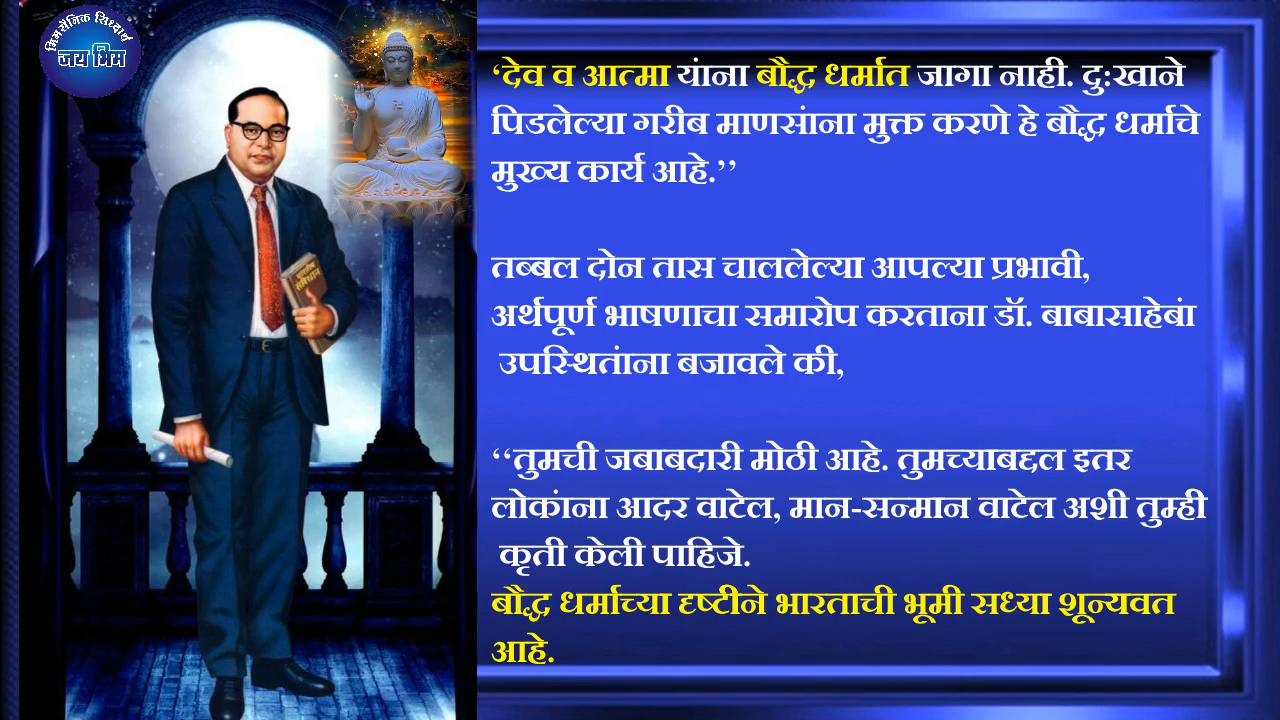 भिमसैनिक सिध्दार्थ
जय भिम
भारतीय
संविधान
‘देव व आत्मा यांना बौद्ध धर्मात जागा नाही. दु:खाने
पिडलेल्या गरीब माणसांना मुक्त करणे हे बौद्ध धर्माचे
मुख्य कार्य आहे.’’
तब्बल दोन तास चाललेल्या आपल्या प्रभावी,
अर्थपूर्ण भाषणाचा समारोप करताना डॉ. बाबासाहेबां
उपस्थितांना बजावले की,
‘‘तुमची जबाबदारी मोठी आहे. तुमच्याबद्दल इतर
लोकांना आदर वाटेल, मान-सन्मान वाटेल अशी तुम्ही
कृती केली पाहिजे.
बौद्ध धर्माच्या दृष्टीने भारताची भूमी सध्या शून्यवत
आहे.